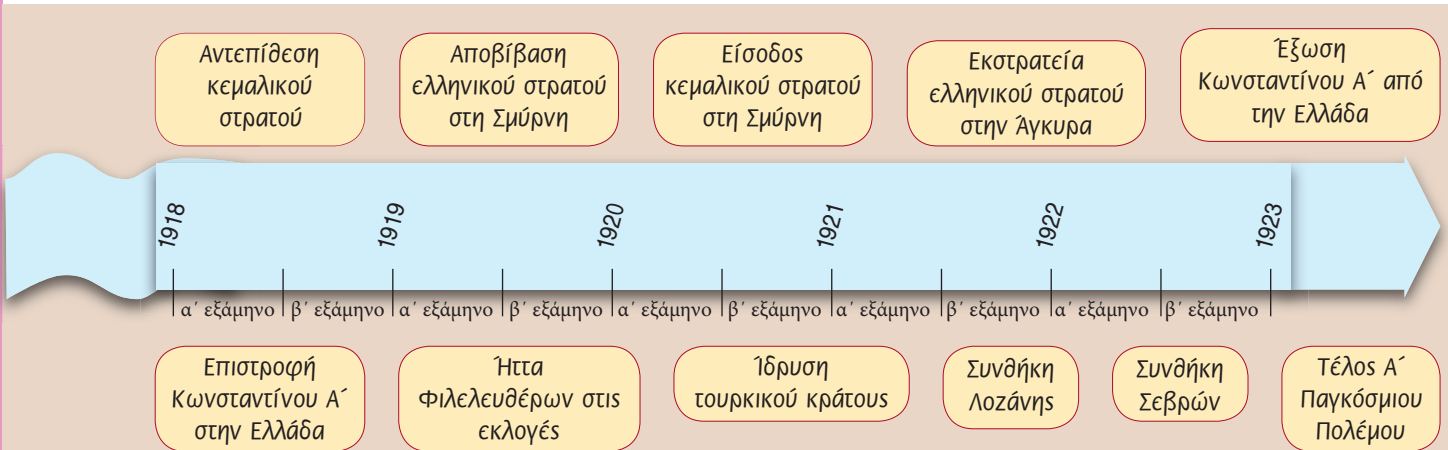 Αντεπίθεση
κεμαλικού
στρατού
Αποβίβαση
ελληνικού στρατού
στη Σμύρνη
Είσοδος
κεμαλικού στρατού
στη Σμύρνη
Εκστρατεία
ελληνικού στρατού
στην Άγκυρα
Έξωση
Κωνσταντίνου Α΄ από
την Ελλάδα
1918
1919
1920
1921
1922
1923
α΄ εξάμηνο
β΄ εξάμηνο
α΄ εξάμηνο
β΄ εξάμηνο
α΄ εξάμηνο
β΄ εξάμηνο
α΄ εξάμηνο
β΄ εξάμηνο
α΄ εξάμηνο
β΄ εξάμηνο
Επιστροφή
Κωνσταντίνου Α΄
στην Ελλάδα
Ήττα
Φιλελευθέρων στις
εκλογές
Ίδρυση
τουρκικού κράτους
Συνθήκη
Λοζάνης
Συνθήκη
Σεβρών
Τέλος Α΄
Παγκόσμιου
Πολέμου